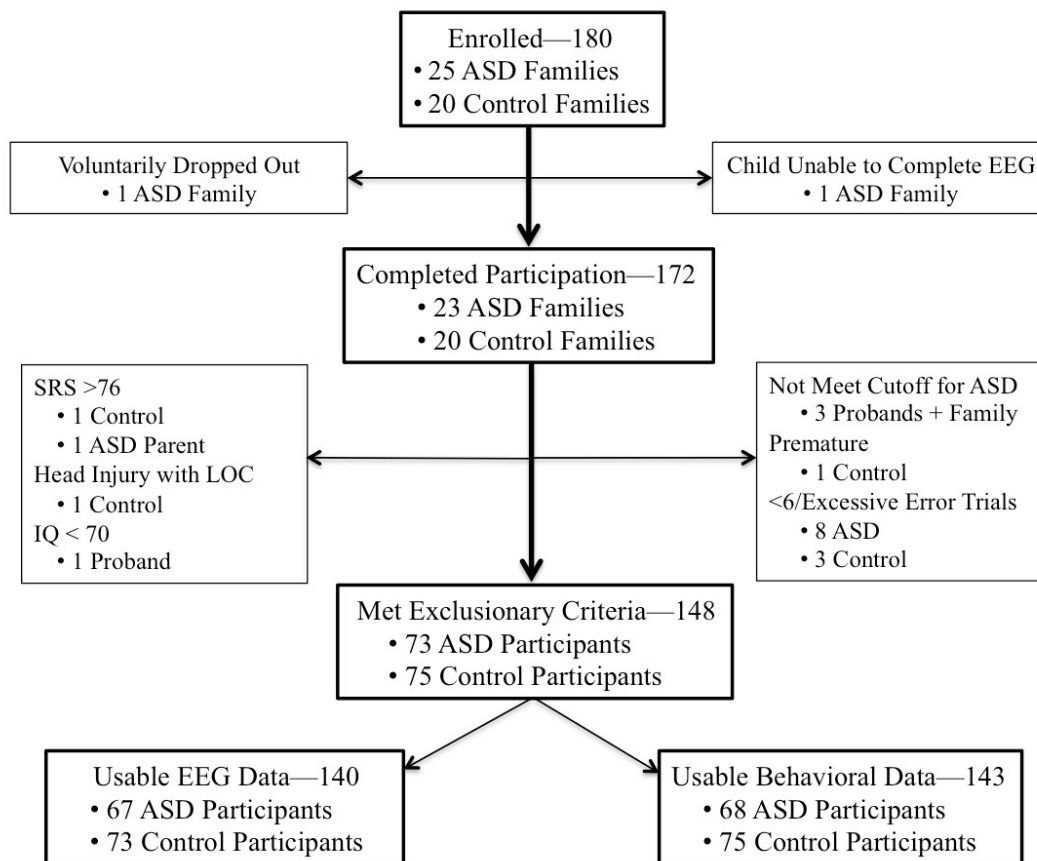 Enrolled—180
• 25 ASD Families
• 20 Control Families
Voluntarily Dropped Out
• 1 ASD Family
Child Unable to Complete EEG
• 1 ASD Family
Completed Participation—172
• 23 ASD Families
• 20 Control Families
SRS >76
• 1 Control
• 1 ASD Parent
Head Injury with LOC
• 1 Control
IQ < 70
• 1 Proband
Not Meet Cutoff for ASD
• 3 Probands + Family
Premature
• 1 Control
<6/Excessive Error Trials
• 8 ASD
• 3 Control
Met Exclusionary Criteria—148
• 73 ASD Participants
• 75 Control Participants
Usable EEG Data—140
• 67 ASD Participants
• 73 Control Participants
Usable Behavioral Data—143
• 68 ASD Participants
• 75 Control Participants